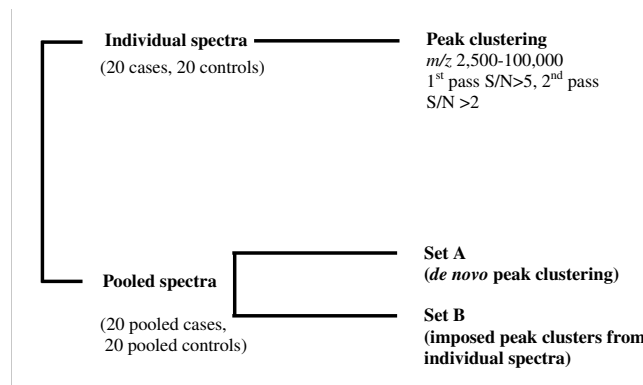 Individual spectra
(20 cases, 20 controls)
Peak clustering
m/z 2,500-100,000
1st pass S/N>5, 2nd pass
S/N >2
Pooled spectra
(20 pooled cases,
20 pooled controls)
Set A
(de novo peak clustering)
Set B
(imposed peak clusters from
individual spectra)